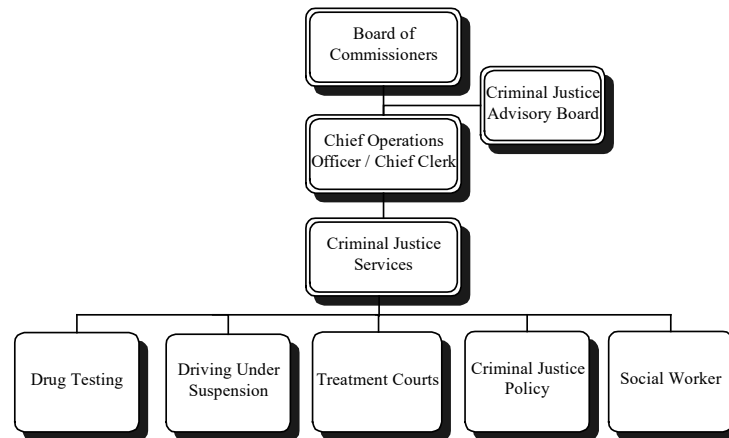 Board of
Commissioners
Criminal Justice
Advisory Board
Chief Operations
Officer / Chief Clerk
Criminal Justice
Services
Drug Testing
Driving Under
Suspension
Treatment Courts
Criminal Justice
Policy
Social Worker